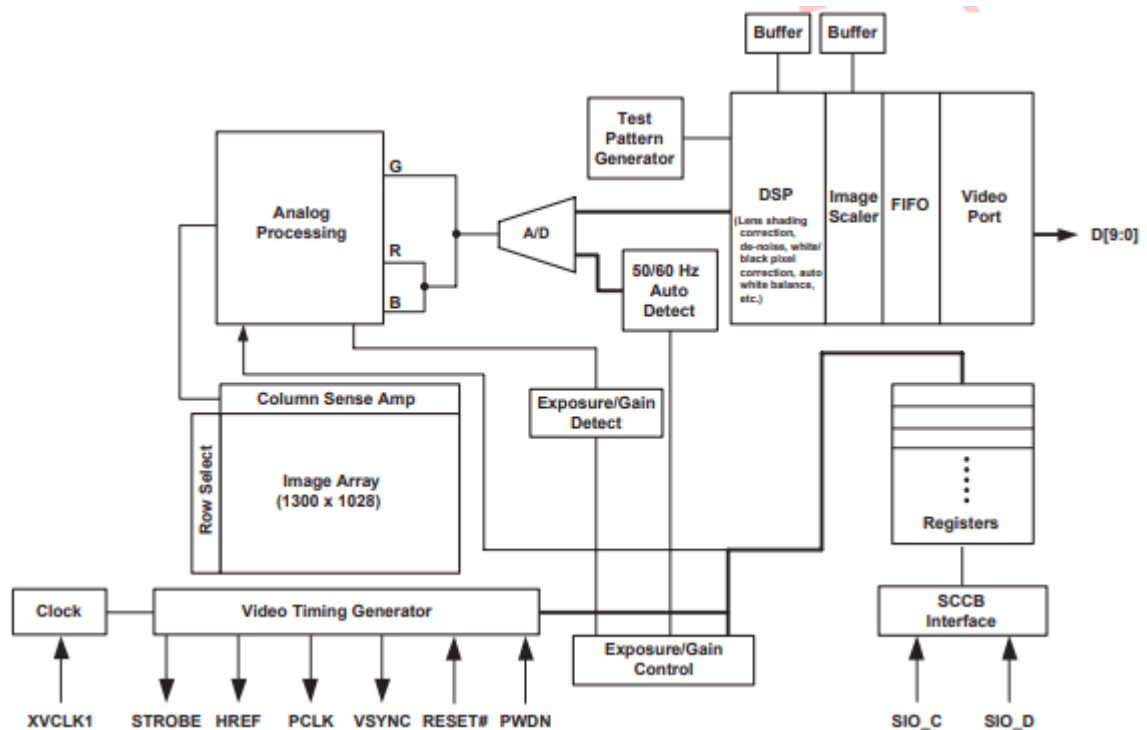 Buffer
Buffer
Test
Pattern
Generator
G
Analog
Processing
R
B
A/D
50/60 Hz
Auto
Detect
DSP
(Lens shading
correction,
de-noise, white/
black pixel
correction, auto
white balance,
etc.)
Image
Scaler
FIFO
Video
Port
D[9:0]
Column Sense Amp
Row Select
Image Array
(1300 x 1028)
Exposure/Gain
Detect
Registers
Clock
Video Timing Generator
Exposure/Gain
Control
SCCB
Interface
XVCLK1
STROBE
HREF
PCLK
VSYNC
RESET#
PWDN
SIO_C
SIO_D